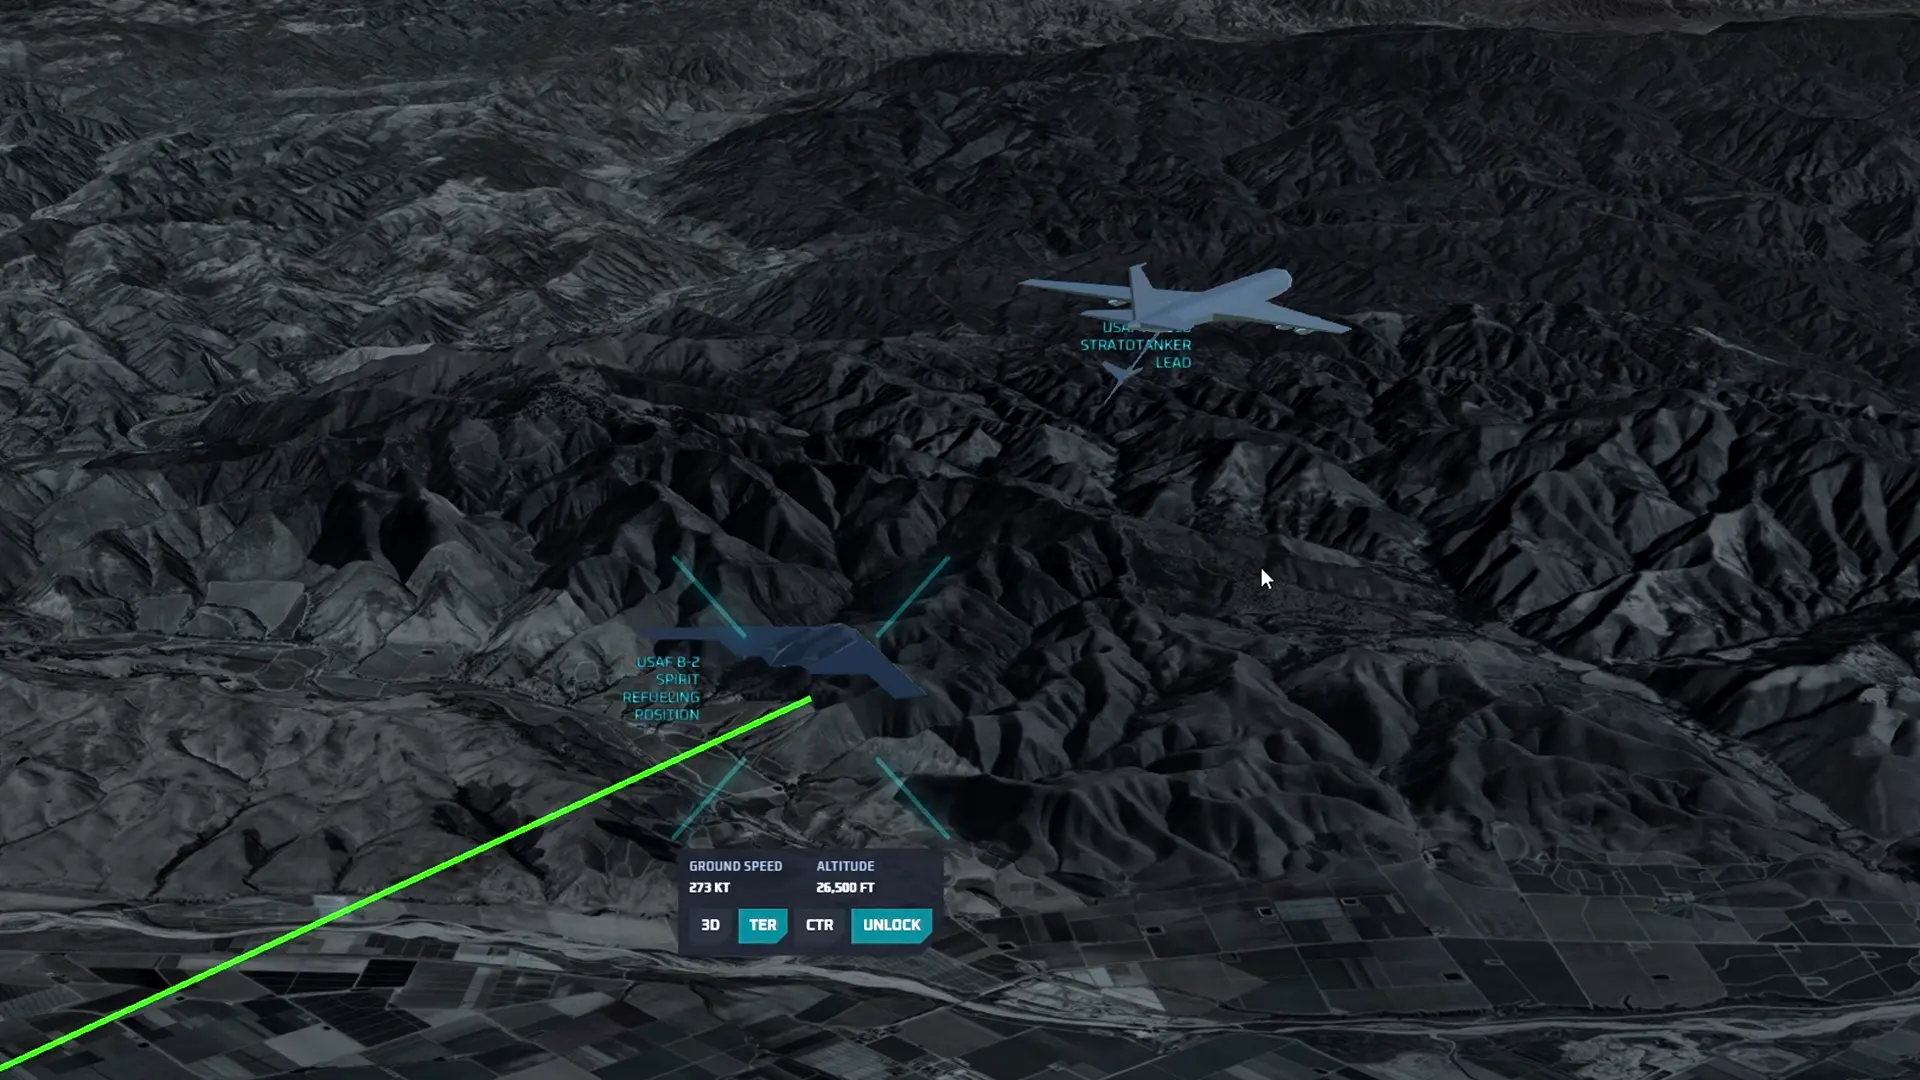 STRATOTANKER
LEAD
USAF B-2
SPIRIT
REFUELING
POSITION
GROUND SPEED
ALTITUDE
273 KT
26,500 FT
3D
TER
CTR
UNLOCK